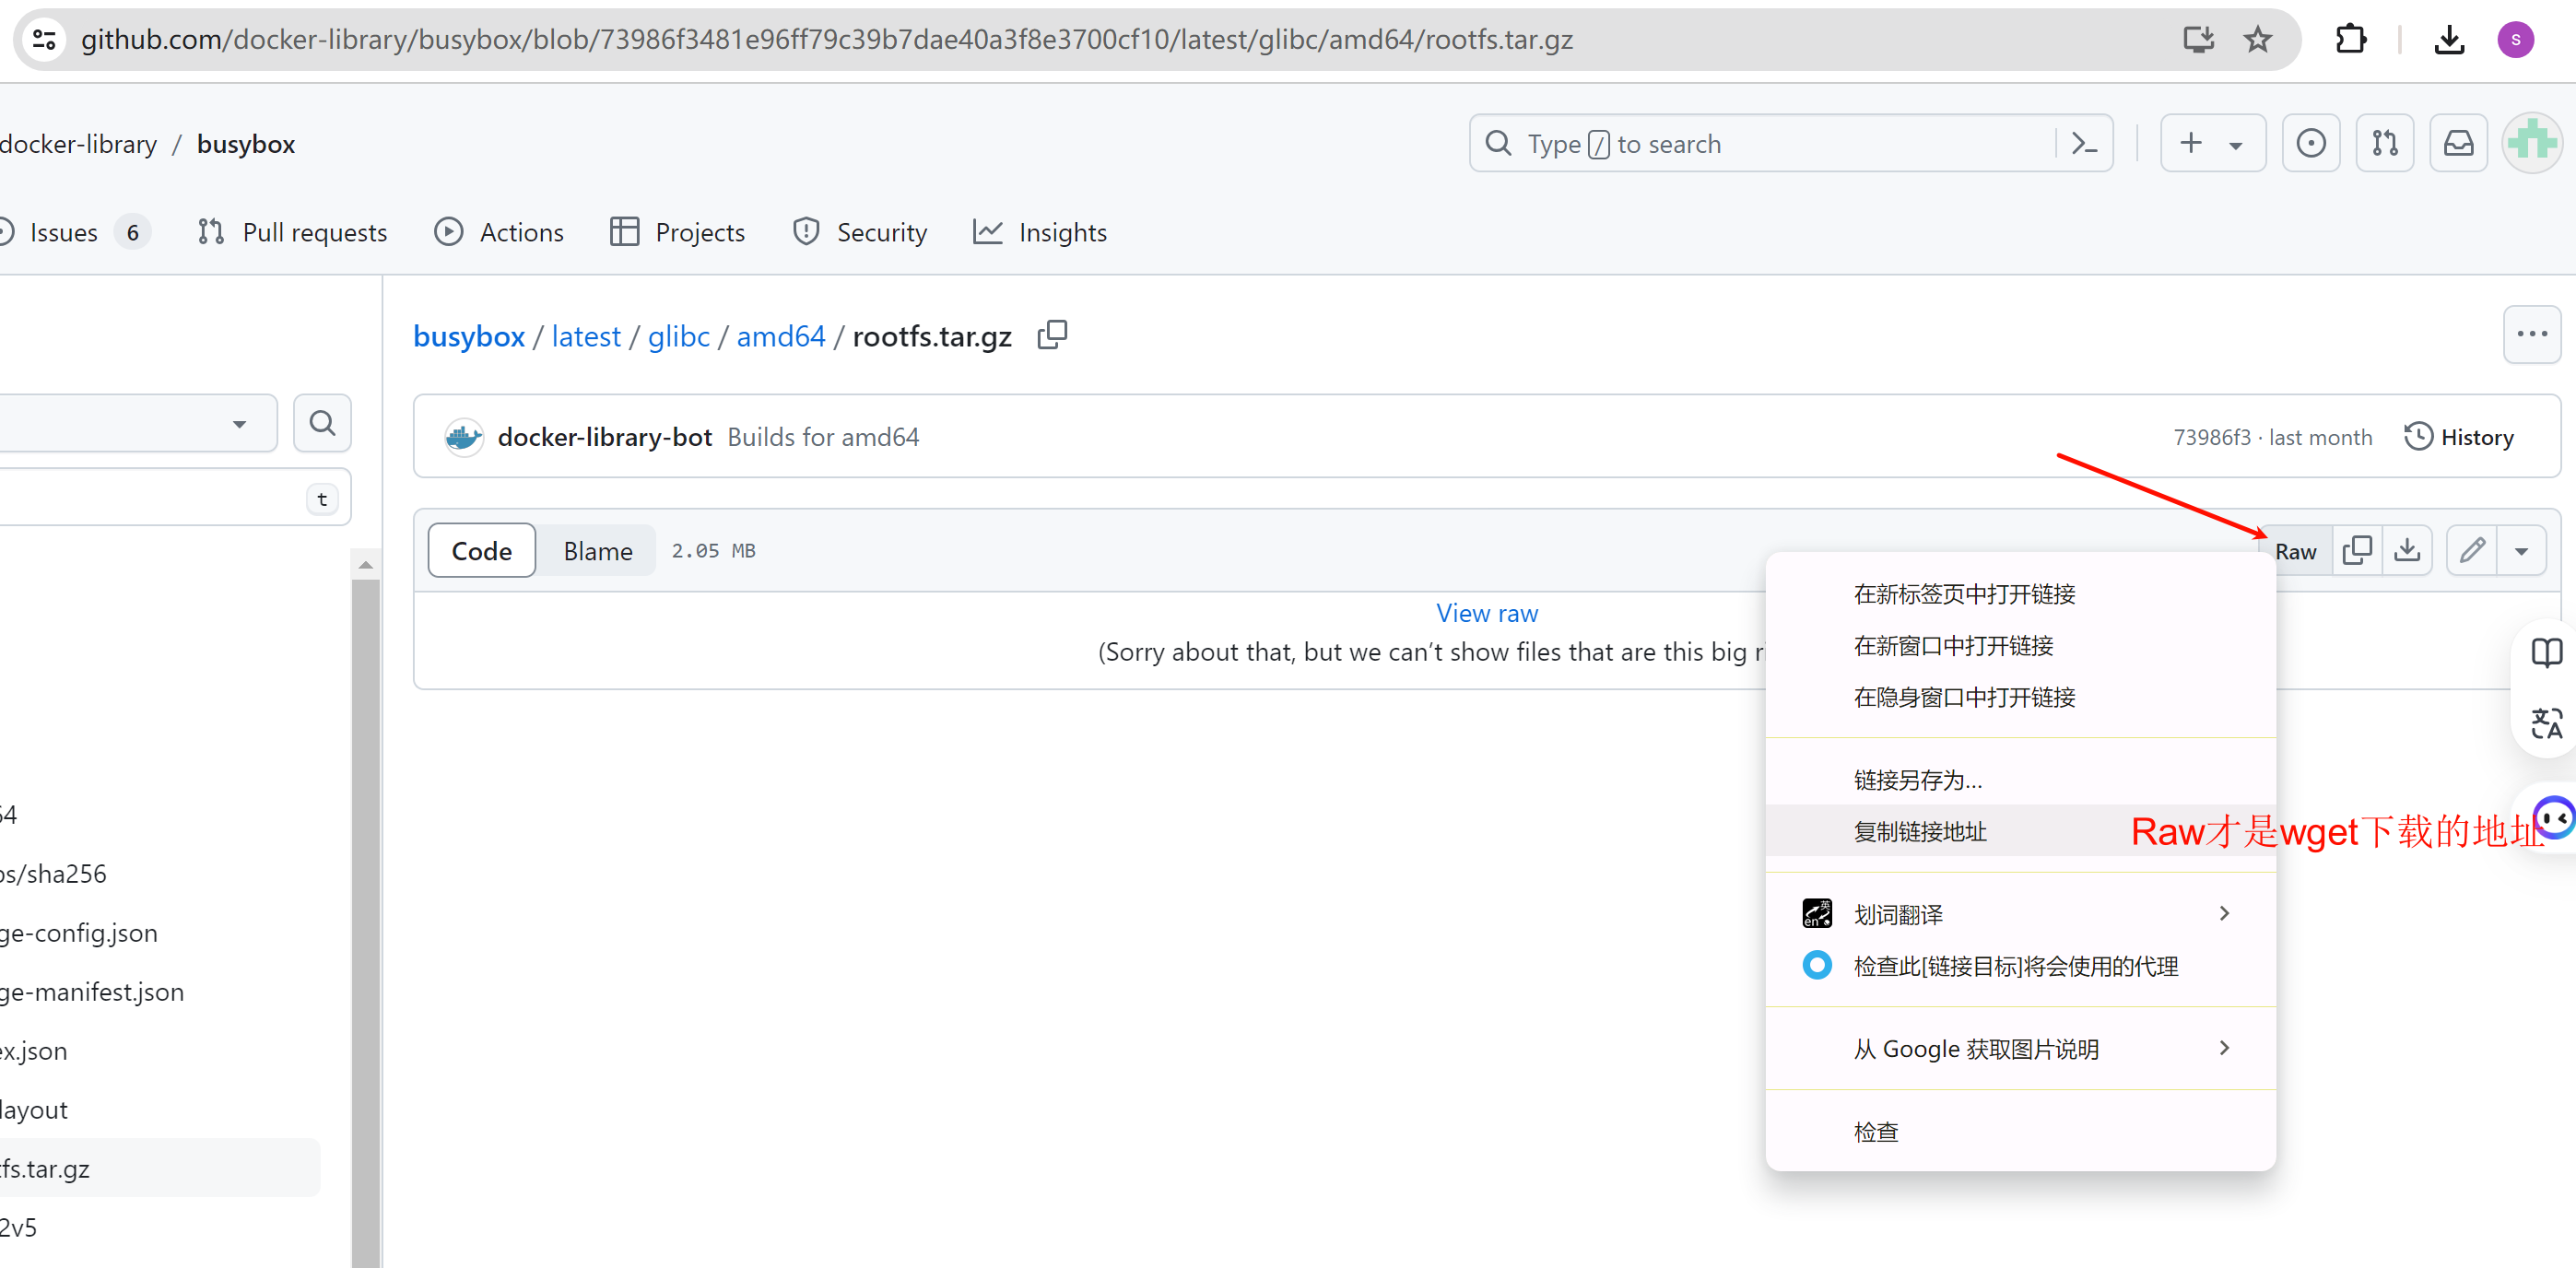 github.com/docker-library/busybox/blob/73986f3481e96ff79c39b7dae40a3f8e3700cf10/latest/glibc/amd64/rootfs.tar.gz
S
docker-library / busybox
Type / to search
Issues 6 Pull requests Actions Projects Security Insights
busybox / latest / glibc / amd64 / rootfs.tar.gz
docker-library-bot Builds for amd64
73986f3 · last month History
t
Code Blame 2.05 MB
Raw
View raw
(Sorry about that, but we can’t show files that are this big
在新标签页中打开链接
在新窗口中打开链接
在隐身窗口中打开链接
链接另存为...
复制链接地址
Raw才是wget下载的地址
划词翻译
检查此[链接目标]将会使用的代理
从 Google 获取图片说明
检查
64
os/sha256
ge-config.json
ge-manifest.json
ex.json
layout
tfs.tar.gz
2v5